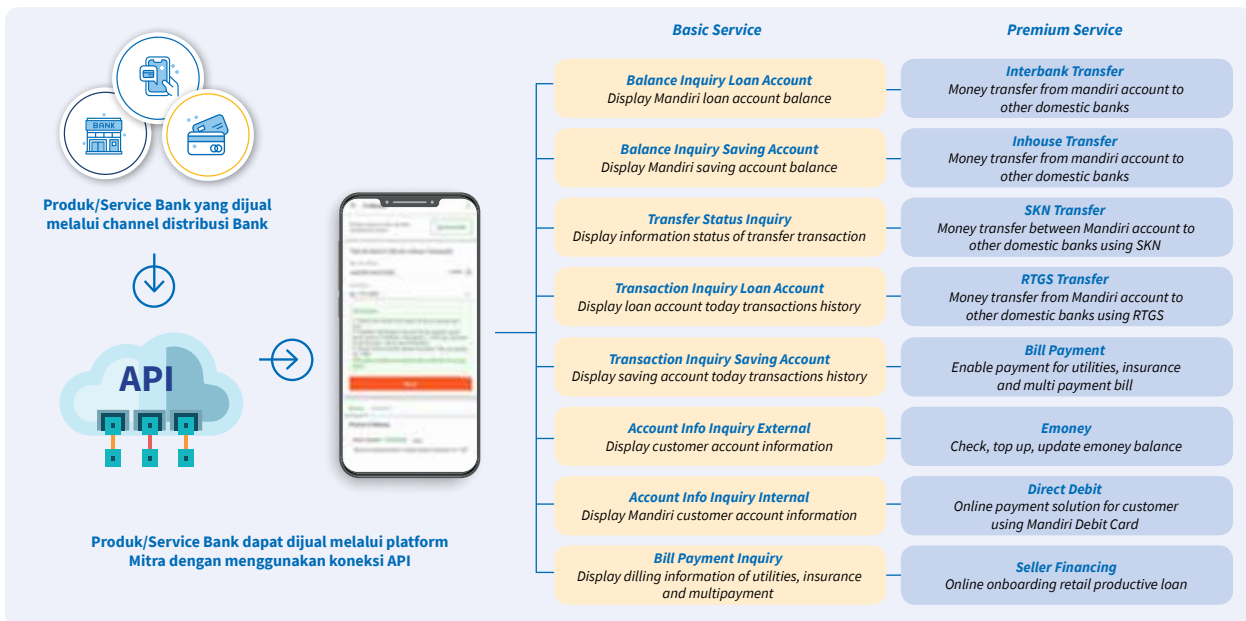 BANK
Produk/Service Bank yang dijual
melalui channel distribusi Bank
API
Produk/Service Bank dapat dijual melalui platform
Mitra dengan menggunakan koneksi API
Basic Service
Balance Inquiry Loan Account
Display Mandiri loan account balance
Balance Inquiry Saving Account
Display Mandiri saving account balance
Transfer Status Inquiry
Display information status of transfer transaction
Transaction Inquiry Loan Account
Display loan account today transactions history
Transaction Inquiry Saving Account
Display saving account today transactions history
Account Info Inquiry External
Display customer account information
Account Info Inquiry Internal
Display Mandiri customer account information
Bill Payment Inquiry
Display dilling information of utilities, insurance
and multipayment
Premium Service
Interbank Transfer
Money transfer from mandiri account to
other domestic banks
Inhouse Transfer
Money transfer from mandiri account to
other domestic banks
SKN Transfer
Money transfer between Mandiri account to
other domestic banks using SKN
RTGS Transfer
Money transfer from Mandiri account to
other domestic banks using RTGS
Bill Payment
Enable payment for utilities, insurance
and multi payment bill
Emoney
Check, top up, update emoney balance
Direct Debit
Online payment solution for customer
using Mandiri Debit Card
Seller Financing
Online onboarding retail productive loan